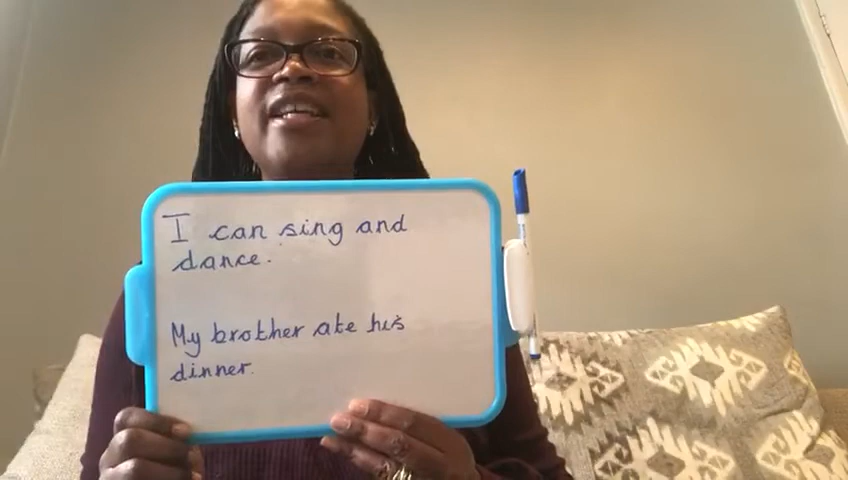 I can sing and
dance.
My brother ate his
dinner.